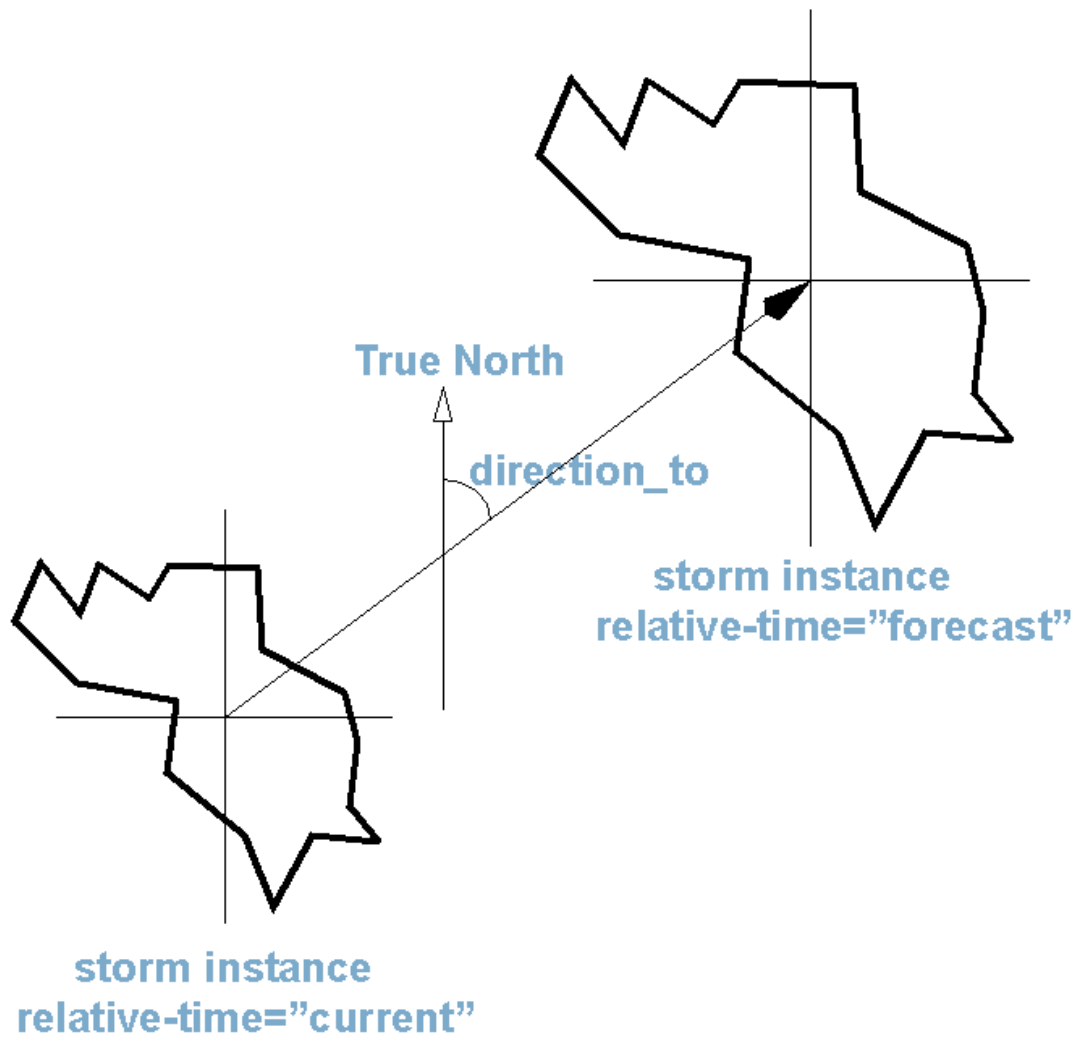 True North
direction_to
storm instance
relative-time=”forecast”
storm instance
relative-time=”current”